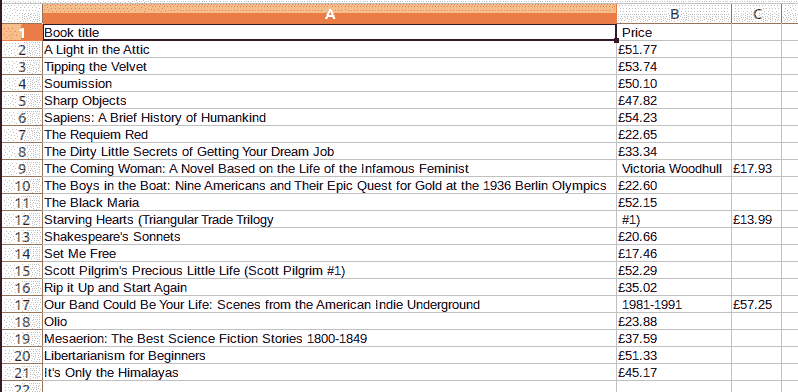 A B C
1 Book title Price
2 A Light in the Attic £51.77
3 Tipping the Velvet £53.74
4 Soumission £50.10
5 Sharp Objects £47.82
6 Sapiens: A Brief History of Humankind £54.23
7 The Requiem Red £22.65
8 The Dirty Little Secrets of Getting Your Dream Job £33.34
9 The Coming Woman: A Novel Based on the Life of the Infamous Feminist Victoria Woodhull £17.93
10 The Boys in the Boat: Nine Americans and Their Epic Quest for Gold at the 1936 Berlin Olympics £22.60
11 The Black Maria £52.15
12 Starving Hearts (Triangular Trade Trilogy #1) £13.99
13 Shakespeare's Sonnets £20.66
14 Set Me Free £17.46
15 Scott Pilgrim's Precious Little Life (Scott Pilgrim #1) £52.29
16 Rip it Up and Start Again £35.02
17 Our Band Could Be Your Life: Scenes from the American Indie Underground 1981-1991 £57.25
18 Olio £23.88
19 Mesaerion: The Best Science Fiction Stories 1800-1849 £37.59
20 Libertarianism for Beginners £51.33
21 It's Only the Himalayas £45.17
22